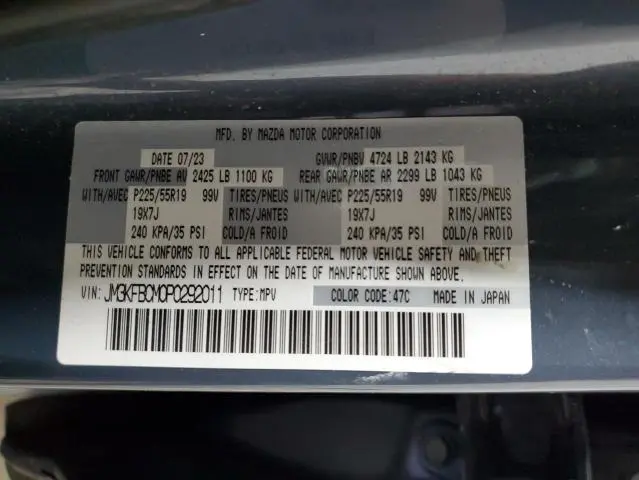 MFD. BY MAZDA MOTOR CORPORATION
DATE 07/23 GVWR/PNBV 4724 LB 2143 KG
FRONT GAWR/PNBE AV 2425 LB 1100 KG REAR GAWR/PNBE AR 2299 LB 1043 KG
WITH/AVEC P225/55R19 99V TIRES/PNEUS WITH/AVEC P225/55R19 99V TIRES/PNEUS
19X7J RIMS/JANTES 19X7J RIMS/JANTES
240 KPA/35 PSI COLD/A FROID 240 KPA/35 PSI COLD/A FROID
THIS VEHICLE CONFORMS TO ALL APPLICABLE FEDERAL MOTOR VEHICLE SAFETY AND THEFT
PREVENTION STANDARDS IN EFFECT ON THE DATE OF MANUFACTURE SHOWN ABOVE.
VIN: JM3KFBCM0P0292011 TYPE:MPV COLOR CODE:47C MADE IN JAPAN